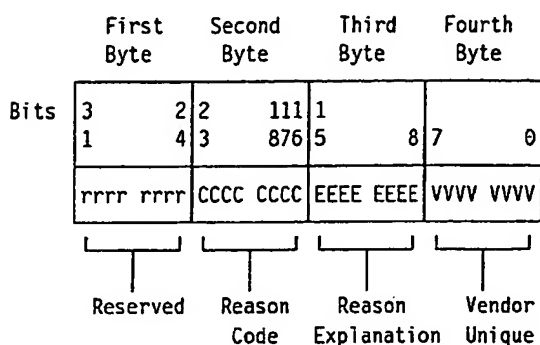 First Second Third Fourth
Byte Byte Byte Byte
Bits 3 2 2 111 1
1 4 3 876 5 8 7 0
rrrr rrrr CCCC CCCC EEEE EEEE VVVV VVVV
Reserved Reason Reason Vendor
Code Explanation Unique